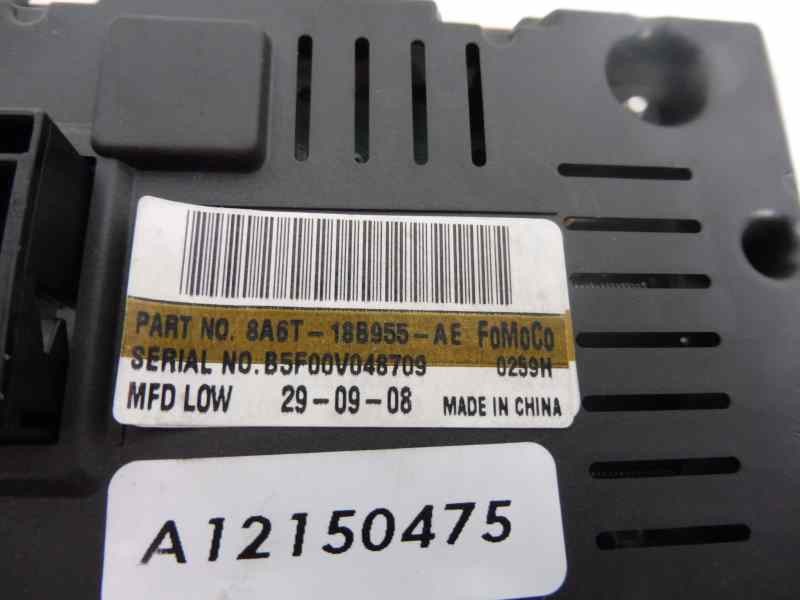 PART NO. 8A6T-18B955-AE FoMoCo
SERIAL NO. B5F00V048709 0259H
MFD LOW 29-09-08 MADE IN CHINA
A12150475